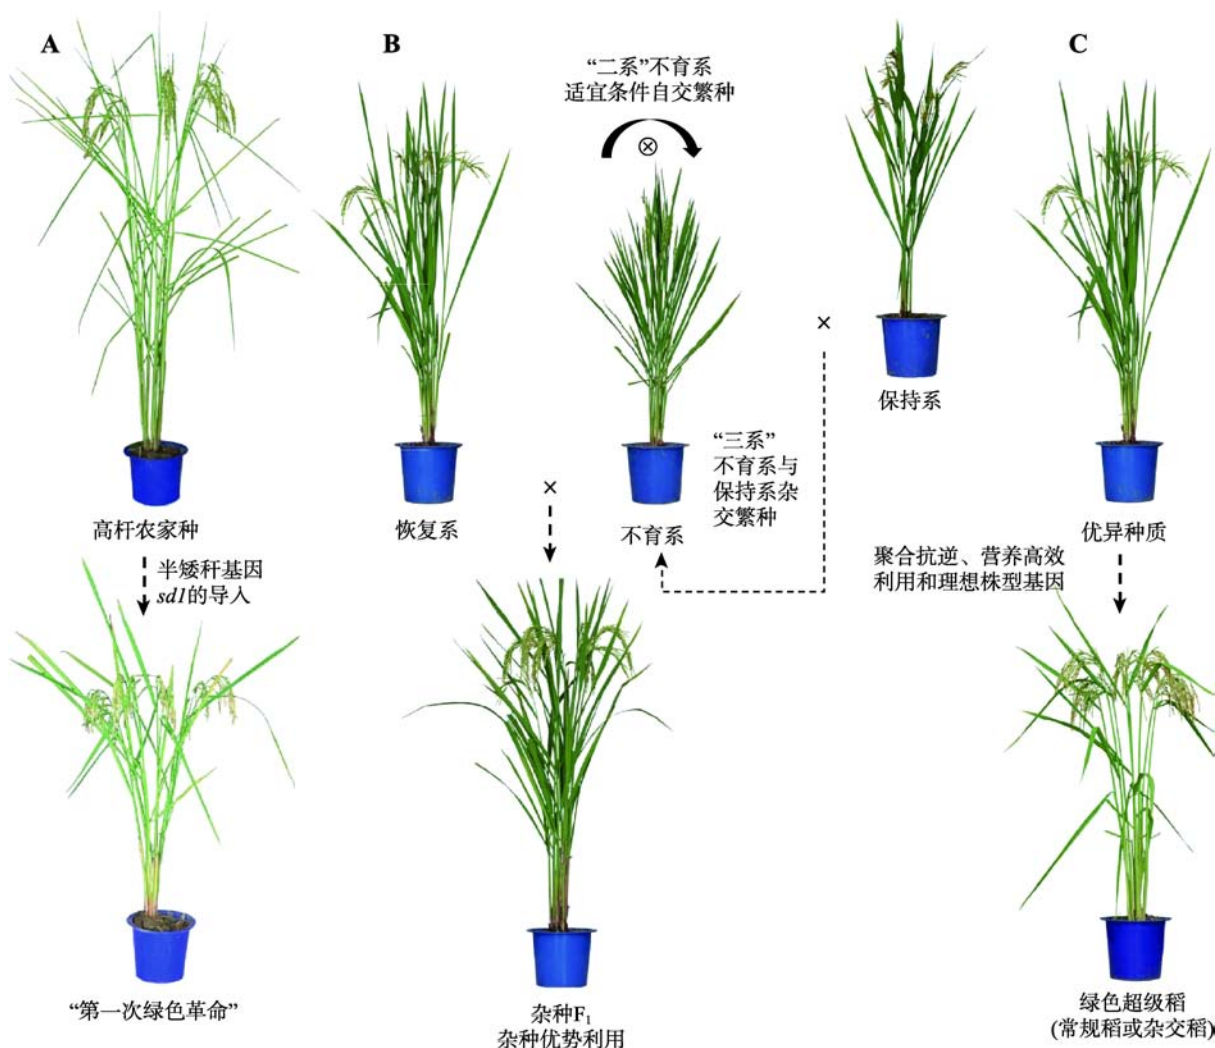 A
B
C
“二系”不育系
适宜条件自交繁种
⊗
×
保持系
“三系”
不育系与
保持系杂
交繁种
×
高杆农家种
恢复系
不育系
优异种质
半矮秆基因
sd1的导入
聚合抗逆、营养高效
利用和理想株型基因
“第一次绿色革命”
杂种F₁
杂种优势利用
绿色超级稻
(常规稻或杂交稻)